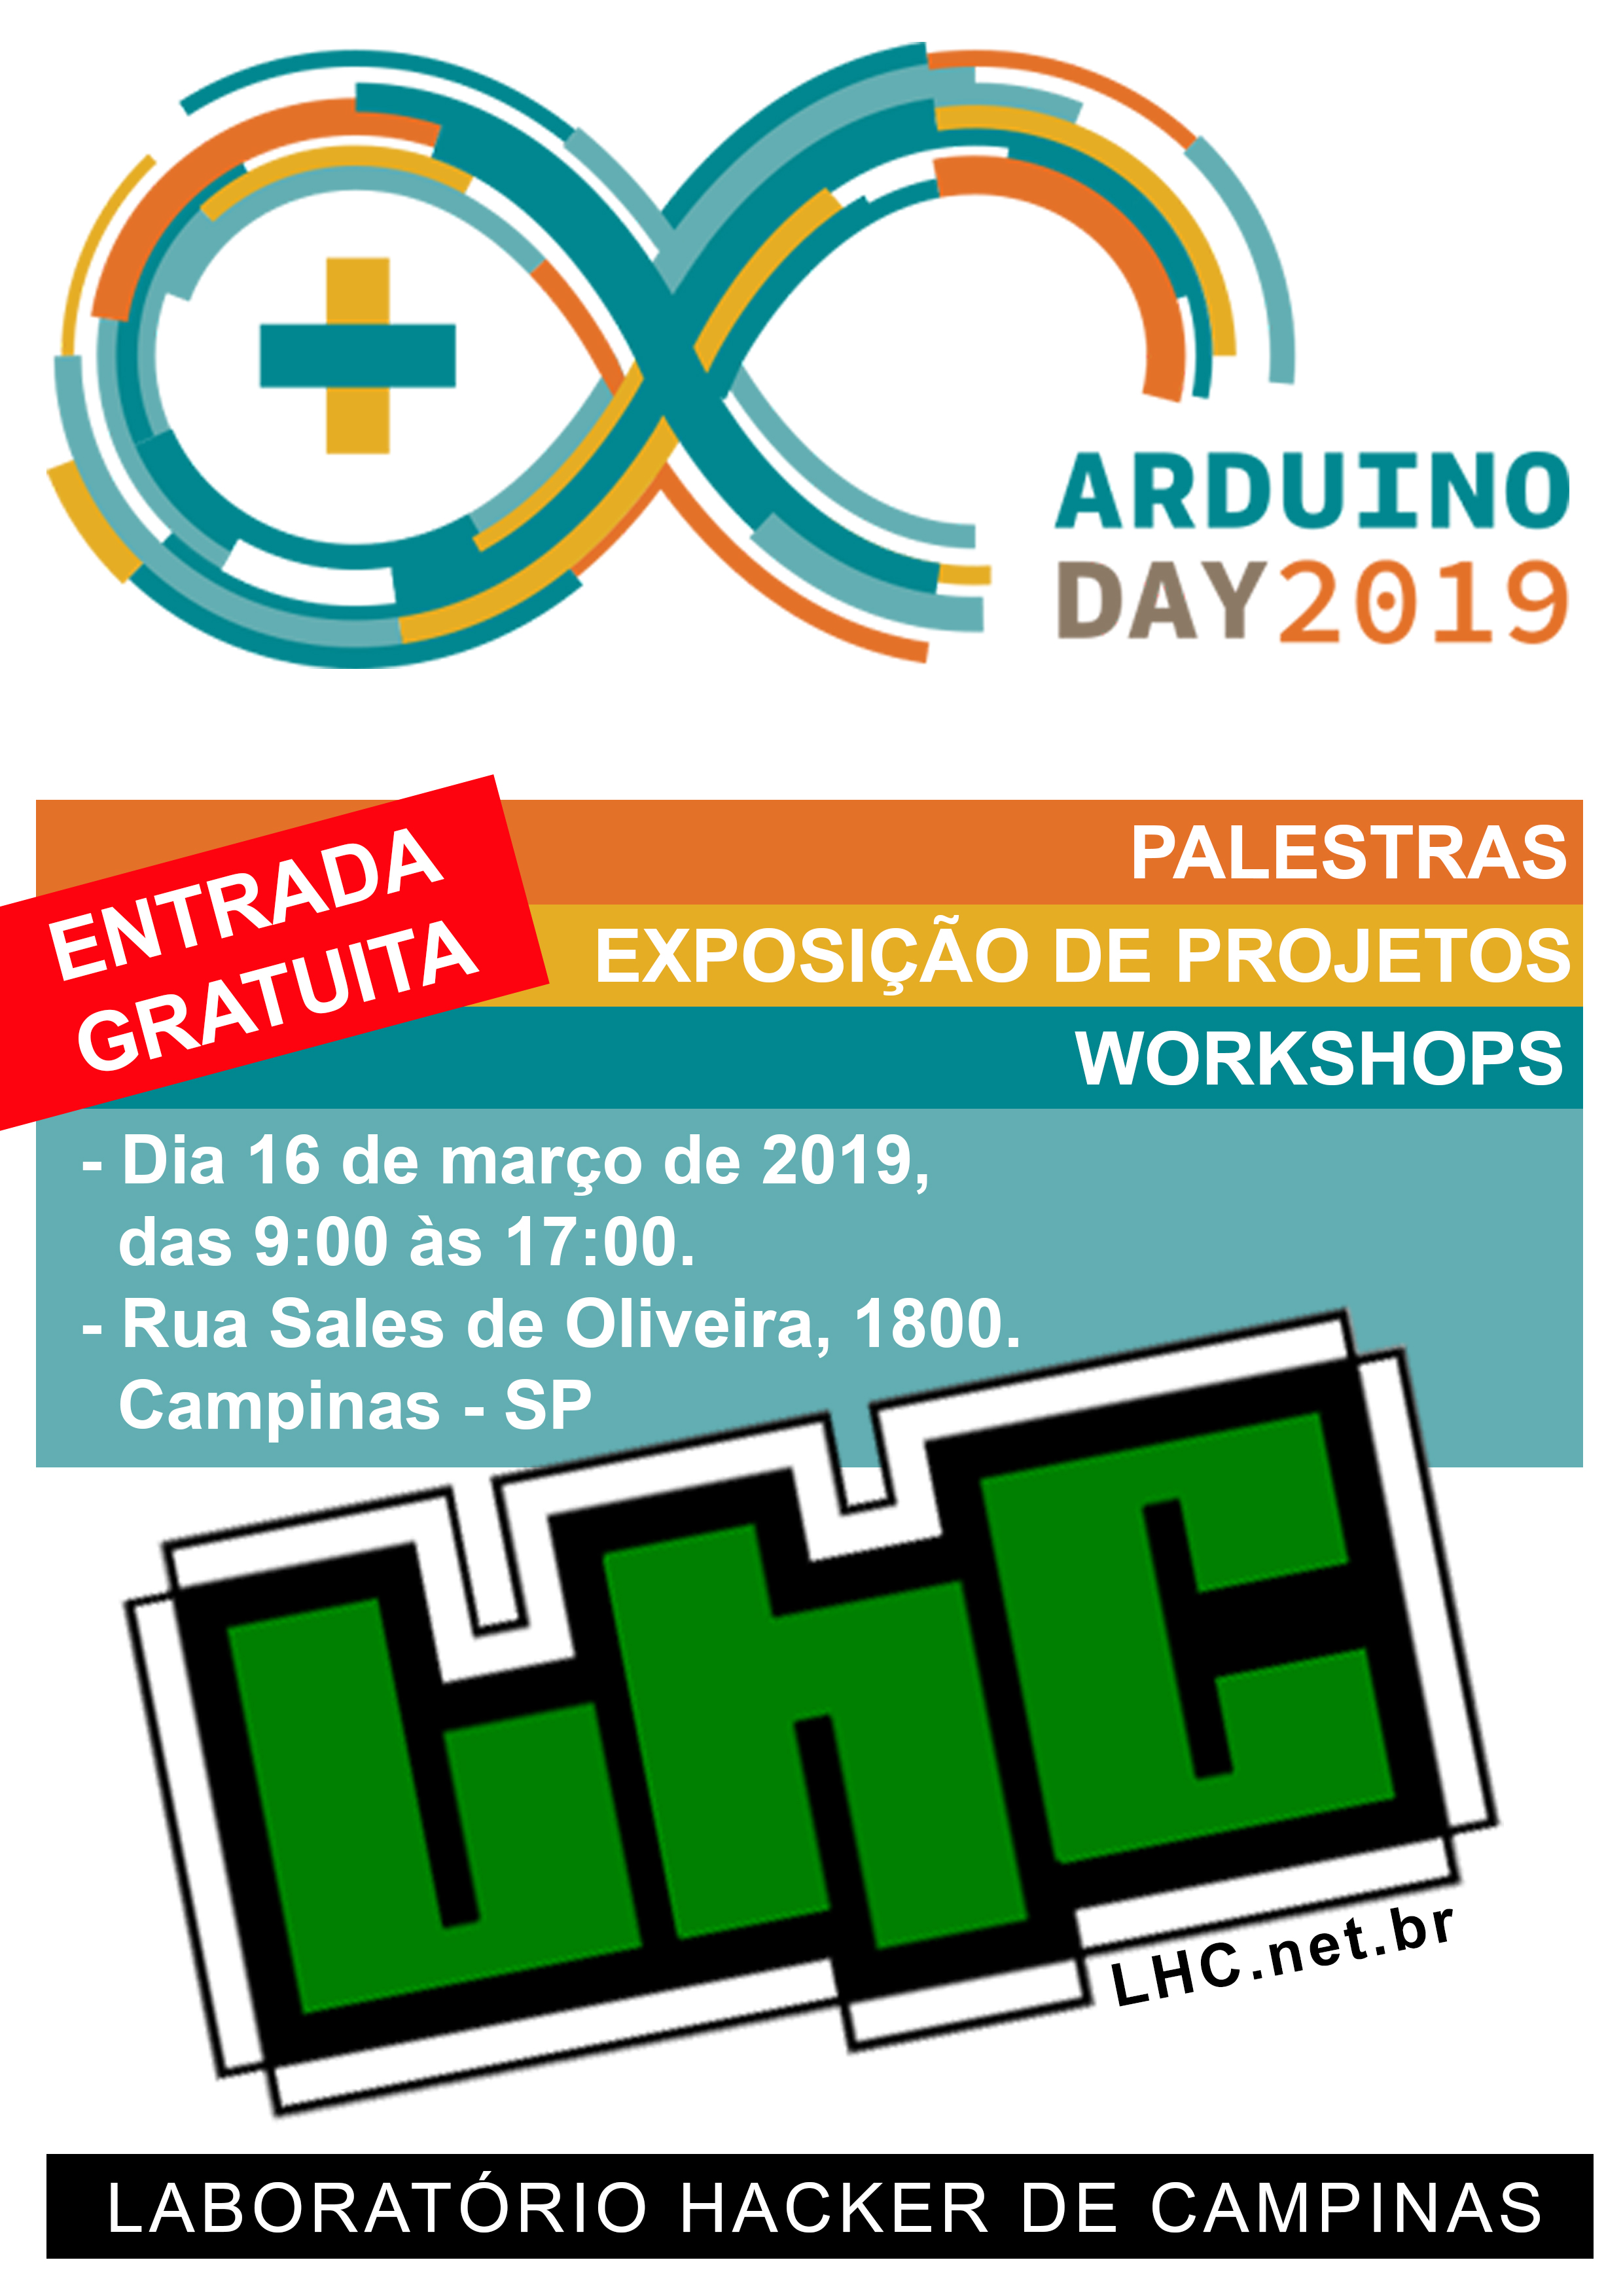 ARDUINO
DAY2019
ENTRADA
GRATUITA
PALESTRAS
EXPOSIÇÃO DE PROJETOS
WORKSHOPS
- Dia 16 de março de 2019,
das 9:00 às 17:00.
- Rua Sales de Oliveira, 1800.
Campinas - SP
LhC
LHC.net.br
LABORATÓRIO HACKER DE CAMPINAS